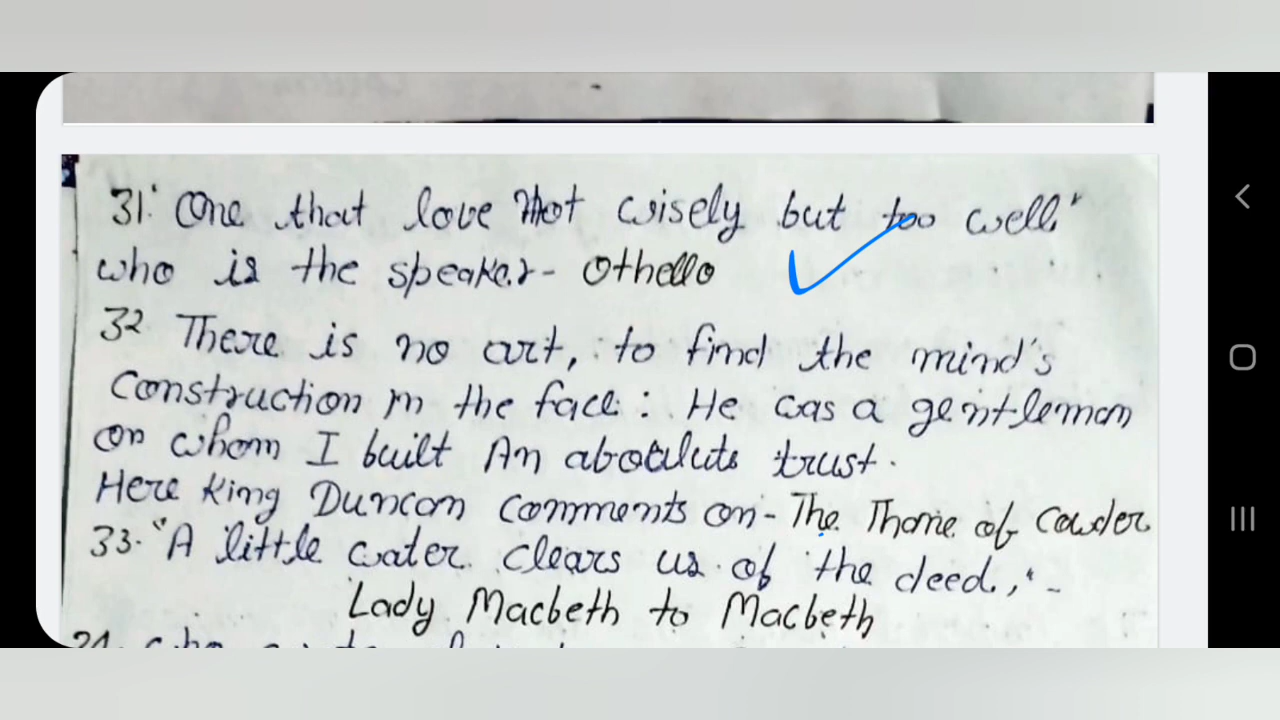 31. One that love not wisely but too well."
who is the speaker - Othello
32 There is no art, to find the mind's
Construction in the face: He was a gentleman
on whom I built An absolute trust.
Here King Duncan comments on - The Thane of Cawder
33. "A little water clears us of the deed.," -
Lady Macbeth to Macbeth